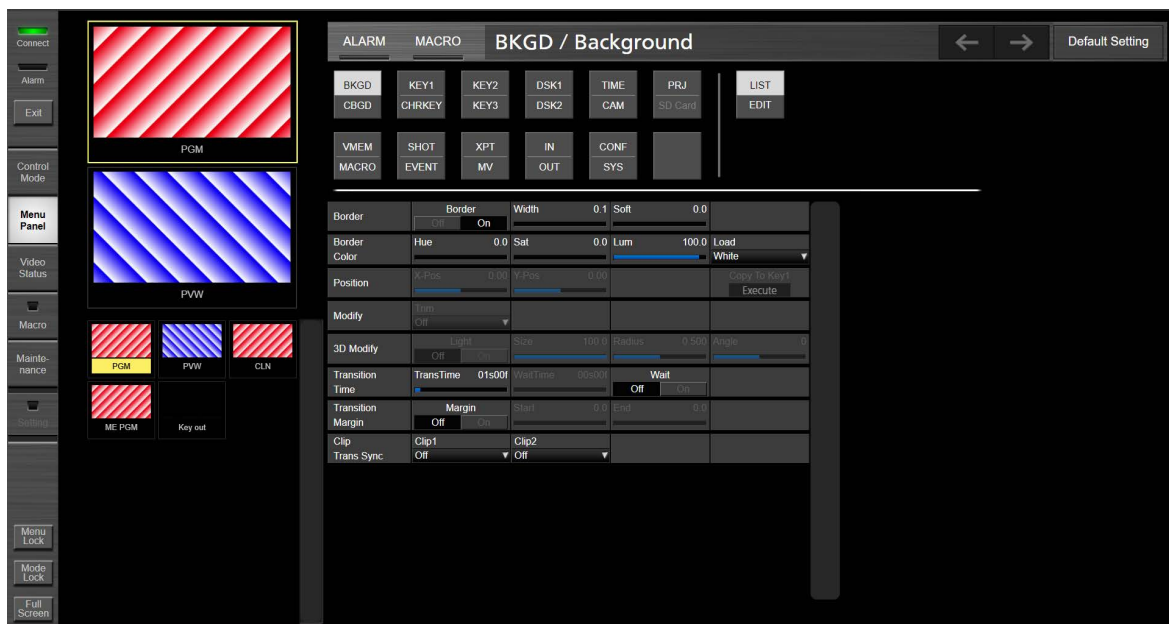 Connect
Alarm
Exit
Control
Mode
Menu
Panel
Video
Status
Macro
Mainte-
nance
Setting
Menu
Lock
Mode
Lock
Full
Screen
PGM
PVW
PGM PVW CLN
ME PGM Key out
ALARM MACRO BKGD / Background ← → Default Setting
BKGD KEY1 KEY2 DSK1 TIME PRJ LIST
CBGD CHRKEY KEY3 DSK2 CAM SD Card EDIT
VMEM SHOT XPT IN CONF
MACRO EVENT MV OUT SYS
Border Border Width 0.1 Soft 0.0
Off On
Border Hue 0.0 Sat 0.0 Lum 100.0 Load
Color White
Position X-Pos 0.00 Y-Pos 0.00 Copy To Key1
Execute
Modify Trim
Off
3D Modify Light Size 100.0 Radius 0.500 Angle 0
Off On
Transition TransTime 01s00f WaitTime 00s00f Wait
Time Off On
Transition Margin Start 0.0 End 0.0
Margin Off On
Clip Clip1 Clip2
Trans Sync Off Off